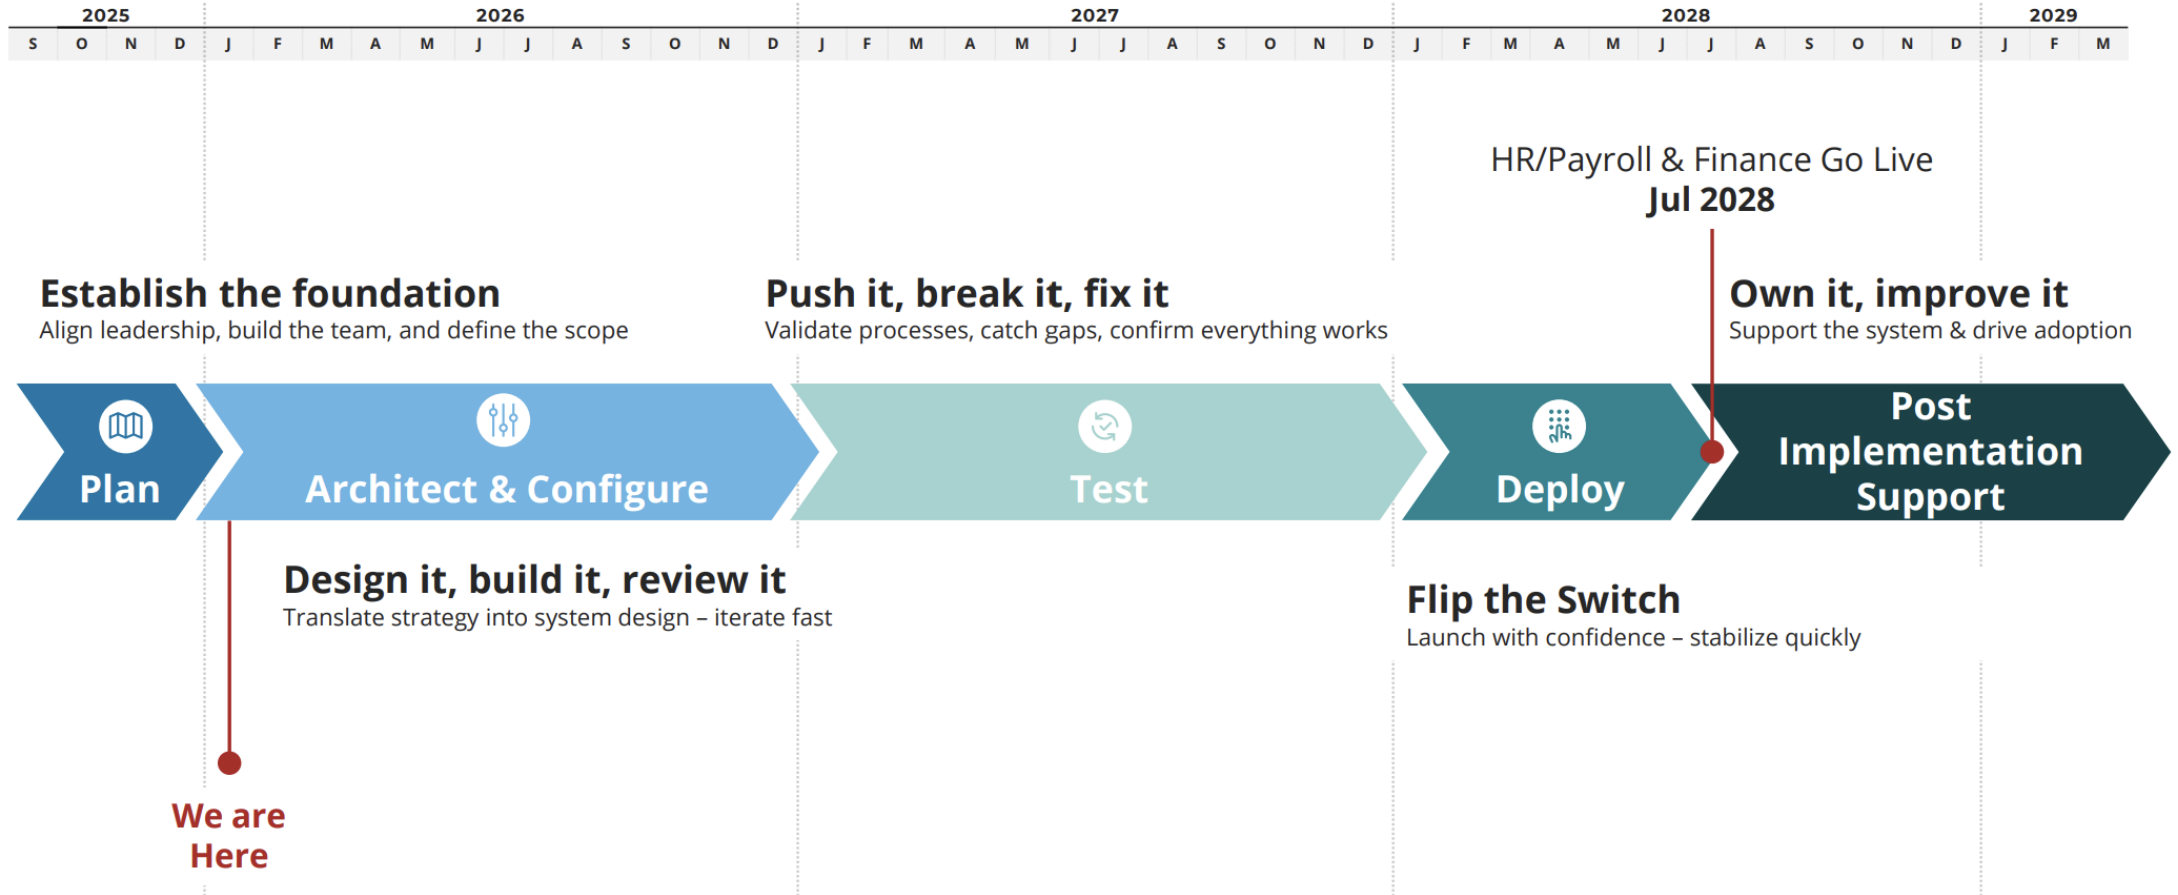 2025 2026 2027 2028 2029
S O N D J F M A M J J A S O N D J F M A M J J A S O N D J F M A M J J A S O N D J F M
HR/Payroll & Finance Go Live
Jul 2028
Establish the foundation
Align leadership, build the team, and define the scope
Push it, break it, fix it
Validate processes, catch gaps, confirm everything works
Own it, improve it
Support the system & drive adoption
Plan
Architect & Configure
Test
Deploy
Post
Implementation
Support
Design it, build it, review it
Translate strategy into system design – iterate fast
Flip the Switch
Launch with confidence – stabilize quickly
We are
Here